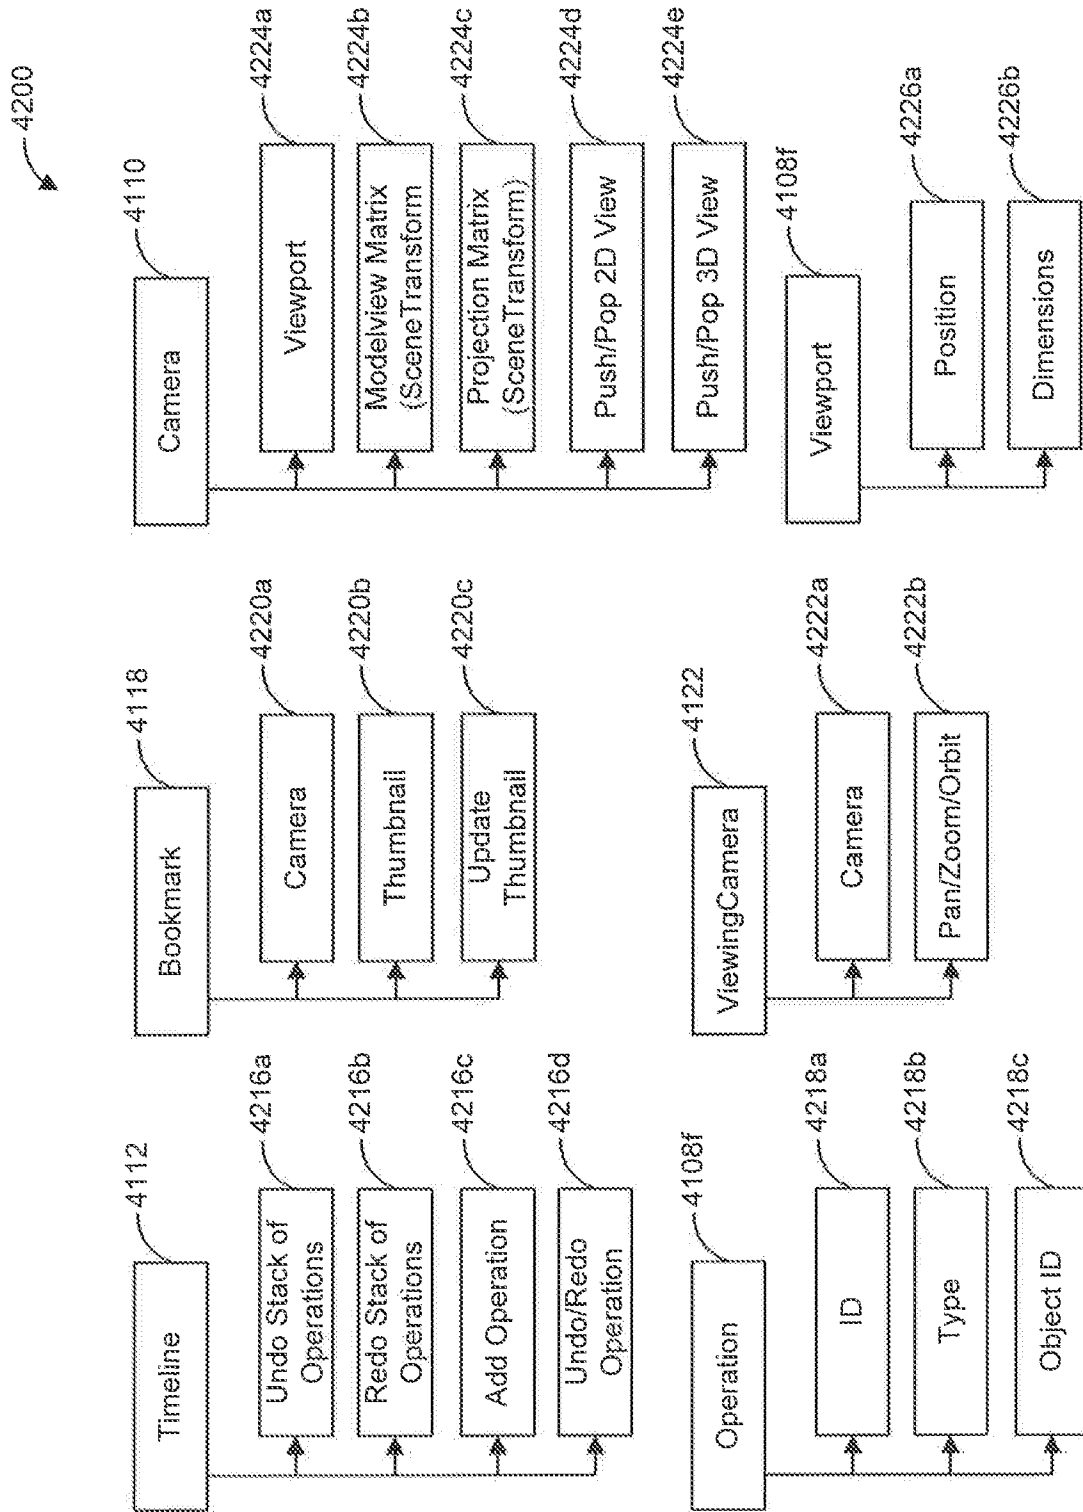 4200
Timeline
4112
Undo Stack of
Operations
4216a
Redo Stack of
Operations
4216b
Add Operation
4216c
Undo/Redo
Operation
4216d
Operation
4108f
ID
4218a
Type
4218b
Object ID
4218c
Bookmark
4118
Camera
4220a
Thumbnail
4220b
Update
Thumbnail
4220c
ViewingCamera
4122
Camera
4222a
Pan/Zoom/Orbit
4222b
Camera
4110
Viewport
4224a
Modelview Matrix
(SceneTransform
4224b
Projection Matrix
(SceneTransform)
4224c
Push/Pop 2D View
4224d
Push/Pop 3D View
4224e
Viewport
4108f
Position
4226a
Dimensions
4226b